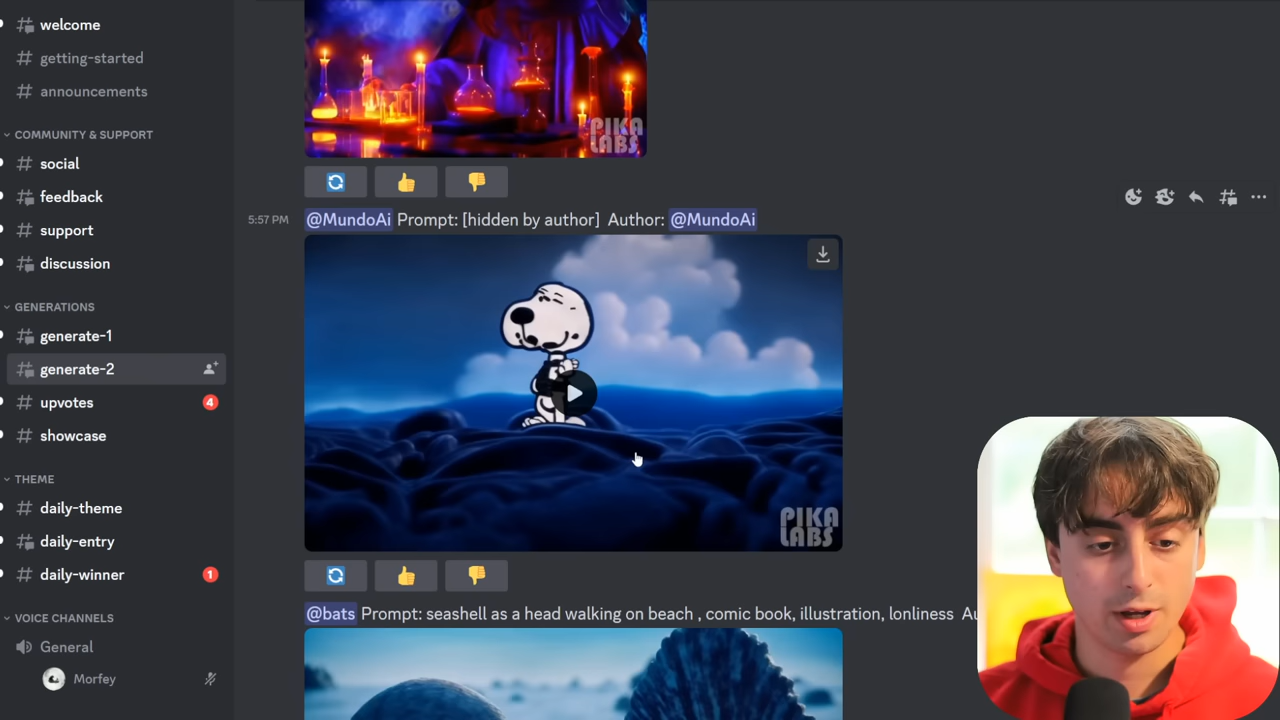 welcome
getting-started
announcements
COMMUNITY & SUPPORT
social
feedback
support
discussion
GENERATIONS
generate-1
generate-2
upvotes 4
showcase
THEME
daily-theme
daily-entry
daily-winner 1
VOICE CHANNELS
General
Morfey
PIKA
LABS
5:57 PM @MundoAi Prompt: [hidden by author] Author: @MundoAi
PIKA
LABS
@bats Prompt: seashell as a head walking on beach , comic book, illustration, lonliness